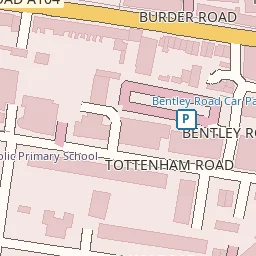 ROAD A104
BURDER ROAD
Bentley Road Car Pa
P
BENTLEY RO
olic Primary School
TOTTENHAM ROAD